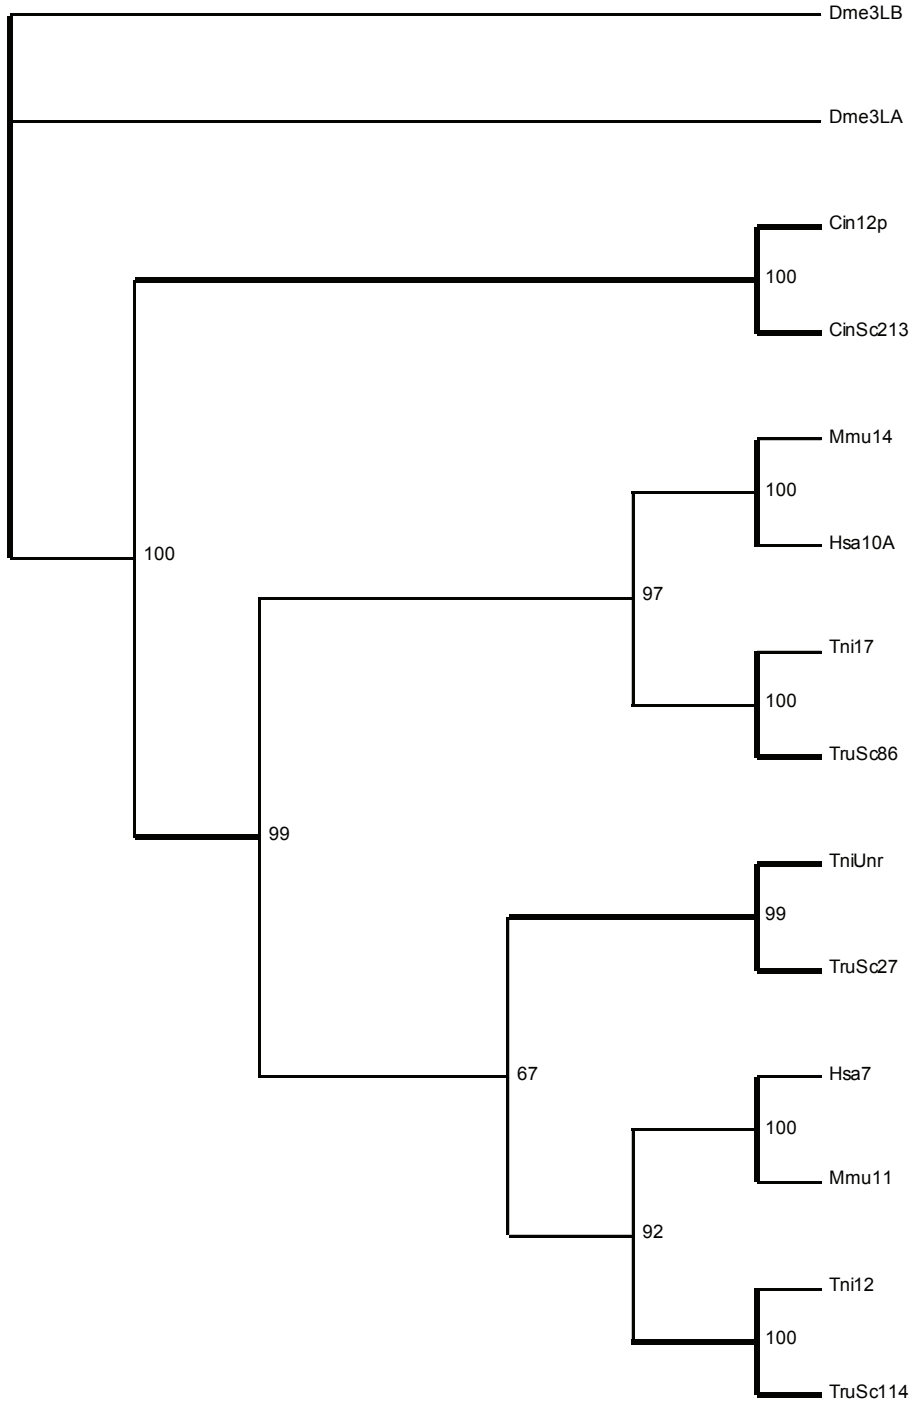 Dme3LB
Dme3LA
Cin12p
100
CinSc213
Mmu14
100
Hsa10A
100
97
Tni17
100
TruSc86
99
TniUnr
99
TruSc27
67
Hsa7
100
Mmu11
92
Tni12
100
TruSc114